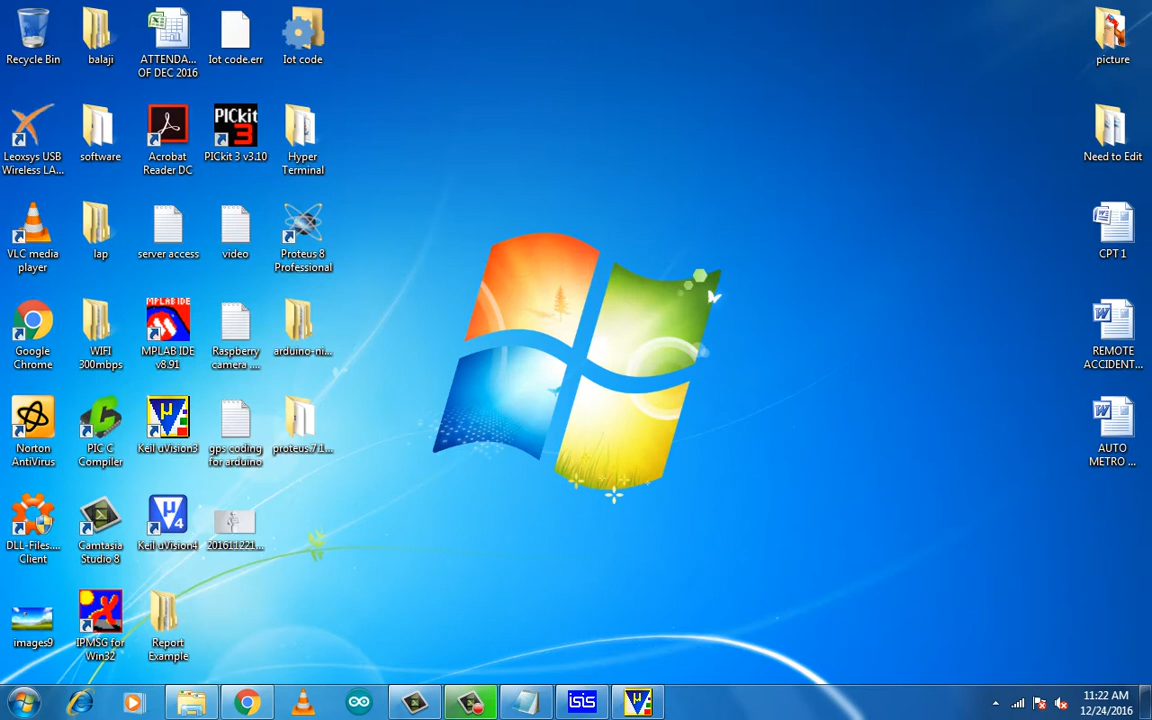 Recycle Bin
balaji
ATTENDA...
OF DEC 2016
Iot code.err
Iot code
picture
Leoxsys USB
Wireless LA...
software
Acrobat
Reader DC
PICkit
3
PICkit 3 v3.10
Hyper
Terminal
Need to Edit
VLC media
player
lap
server access
video
Proteus 8
Professional
CPT 1
Google
Chrome
WIFI
300mbps
MPLAB IDE
MPLAB IDE
v8.91
Raspberry
camera ....
arduino-ni...
REMOTE
ACCIDENT...
Norton
AntiVirus
PIC C
Compiler
µ
Keil uVision3
gps coding
for arduino
proteus.7.1...
AUTO
METRO ...
DLL-Files....
Client
Camtasia
Studio 8
µ
4
Keil uVision4
201611221...
images9
IPMSG for
Win32
Report
Example
isis
µ
11:22 AM
12/24/2016